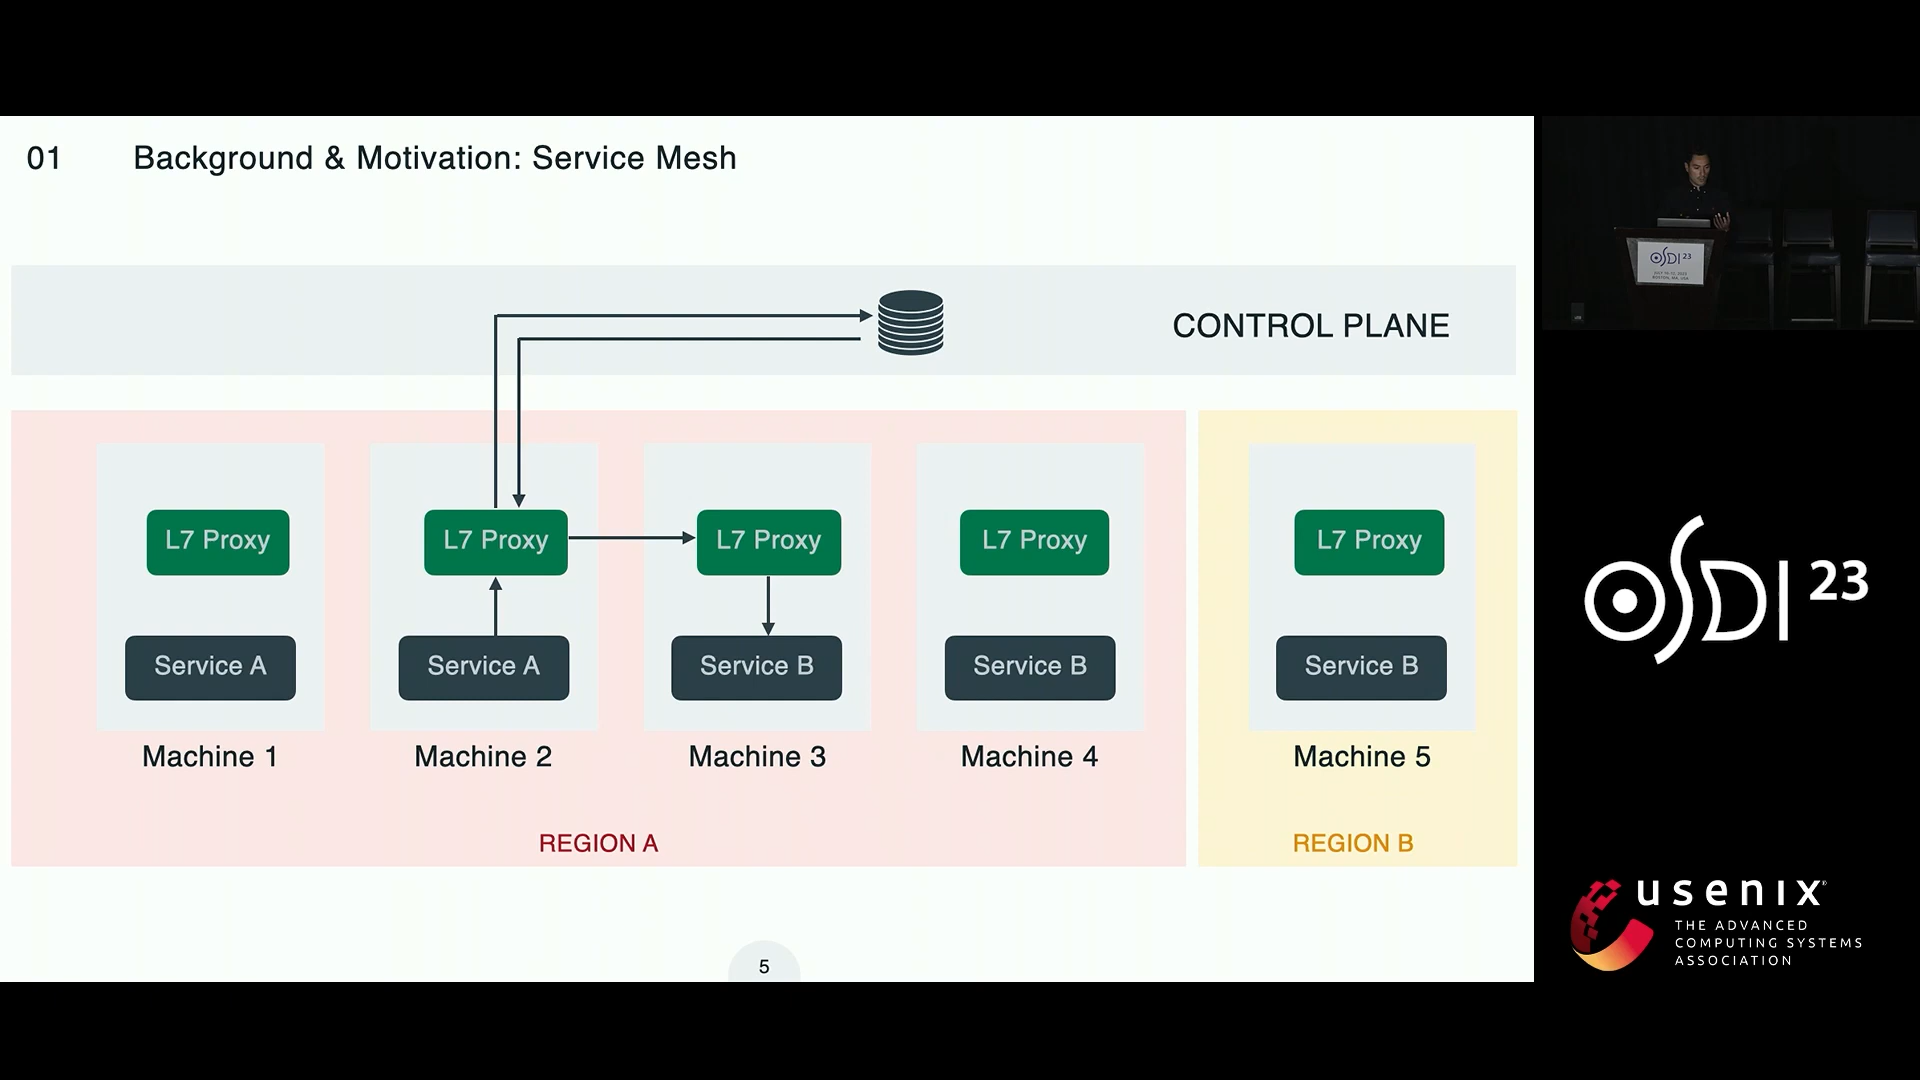 01 Background & Motivation: Service Mesh
CONTROL PLANE
L7 Proxy
L7 Proxy
L7 Proxy
L7 Proxy
L7 Proxy
Service A
Service A
Service B
Service B
Service B
Machine 1
Machine 2
Machine 3
Machine 4
Machine 5
REGION A
REGION B
5
OSDI 23
OSDI 23
usenix
THE ADVANCED
COMPUTING SYSTEMS
ASSOCIATION